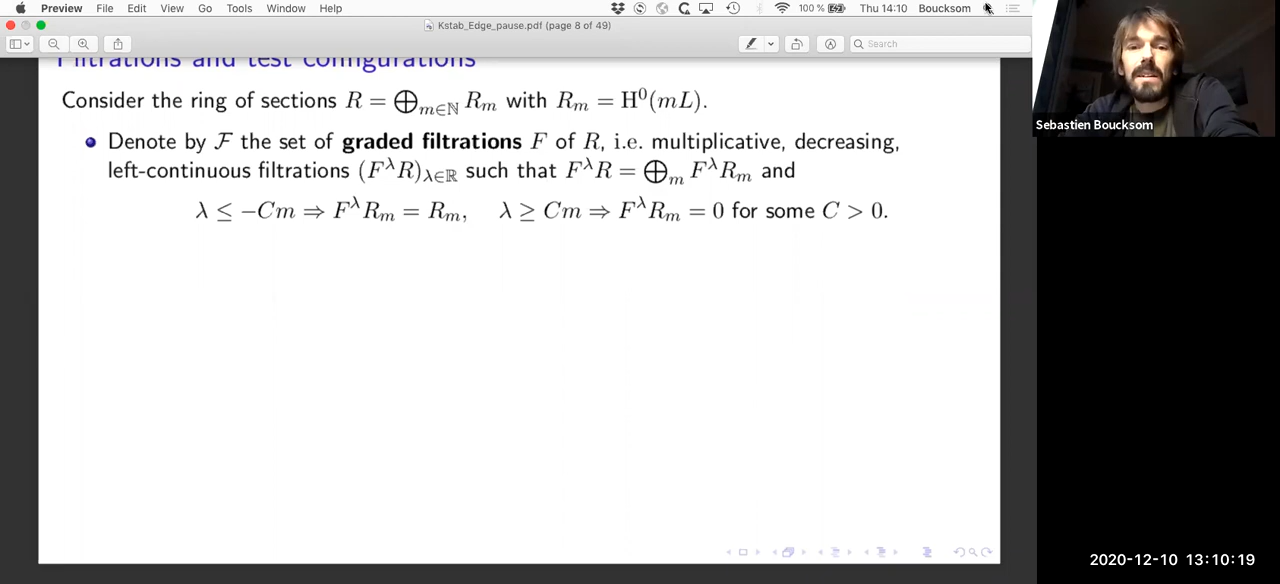 Preview File Edit View Go Tools Window Help 100 % Thu 14:10 Boucksom
Kstab_Edge_pause.pdf (page 8 of 49)
Search
Filtrations and test configurations
Consider the ring of sections R = ⨁_{m∈ℕ} R_m with R_m = H⁰(mL).
Denote by ℱ the set of graded filtrations F of R, i.e. multiplicative, decreasing,
left-continuous filtrations (F^λ R)_{λ∈ℝ} such that F^λ R = ⨁_m F^λ R_m and
λ ≤ −Cm ⇒ F^λ R_m = R_m, λ ≥ Cm ⇒ F^λ R_m = 0 for some C > 0.
Sebastien Boucksom
2020-12-10 13:10:19